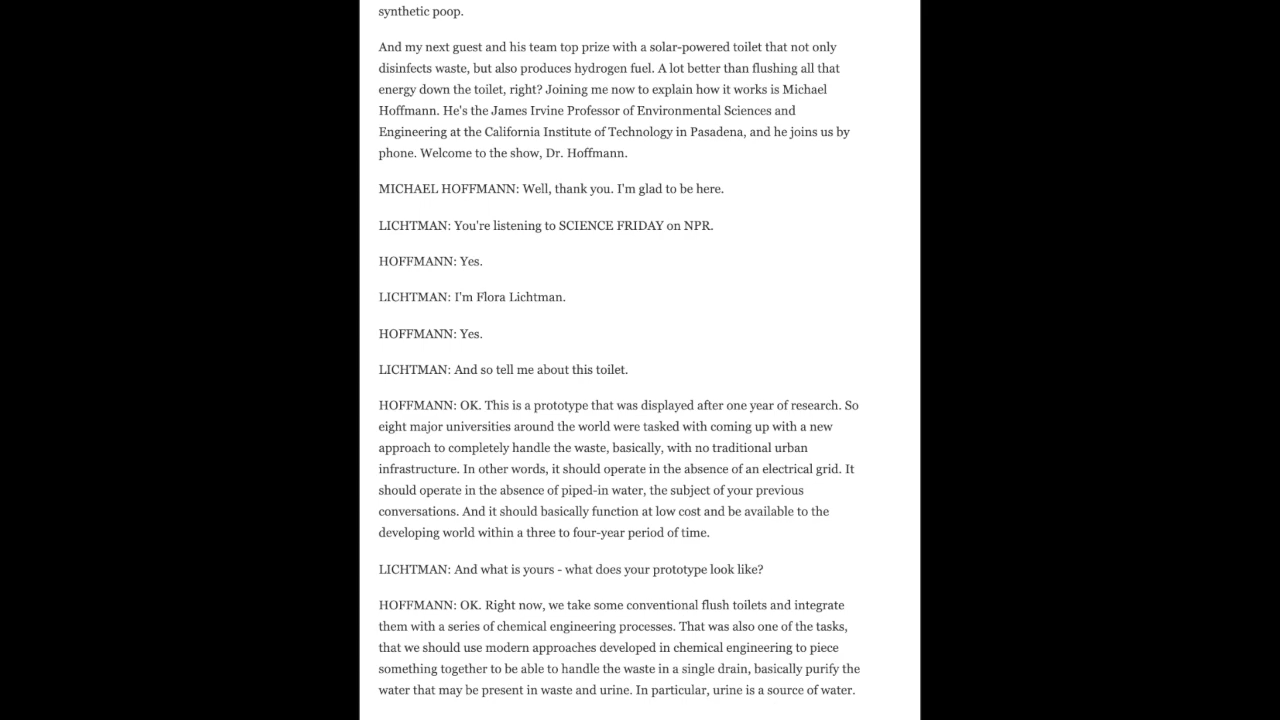 synthetic poop.
And my next guest and his team top prize with a solar-powered toilet that not only
disinfects waste, but also produces hydrogen fuel. A lot better than flushing all that
energy down the toilet, right? Joining me now to explain how it works is Michael
Hoffmann. He's the James Irvine Professor of Environmental Sciences and
Engineering at the California Institute of Technology in Pasadena, and he joins us by
phone. Welcome to the show, Dr. Hoffmann.
MICHAEL HOFFMANN: Well, thank you. I'm glad to be here.
LICHTMAN: You're listening to SCIENCE FRIDAY on NPR.
HOFFMANN: Yes.
LICHTMAN: I'm Flora Lichtman.
HOFFMANN: Yes.
LICHTMAN: And so tell me about this toilet.
HOFFMANN: OK. This is a prototype that was displayed after one year of research. So
eight major universities around the world were tasked with coming up with a new
approach to completely handle the waste, basically, with no traditional urban
infrastructure. In other words, it should operate in the absence of an electrical grid. It
should operate in the absence of piped-in water, the subject of your previous
conversations. And it should basically function at low cost and be available to the
developing world within a three to four-year period of time.
LICHTMAN: And what is yours - what does your prototype look like?
HOFFMANN: OK. Right now, we take some conventional flush toilets and integrate
them with a series of chemical engineering processes. That was also one of the tasks,
that we should use modern approaches developed in chemical engineering to piece
something together to be able to handle the waste in a single drain, basically purify the
water that may be present in waste and urine. In particular, urine is a source of water.